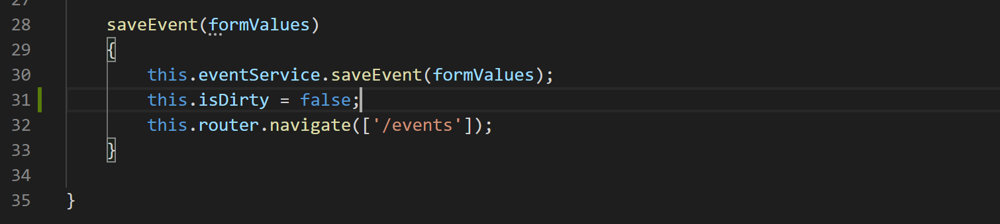 27
28 saveEvent(formValues)
29 {
30 this.eventService.saveEvent(formValues);
31 this.isDirty = false;
32 this.router.navigate(['/events']);
33 }
34
35 }